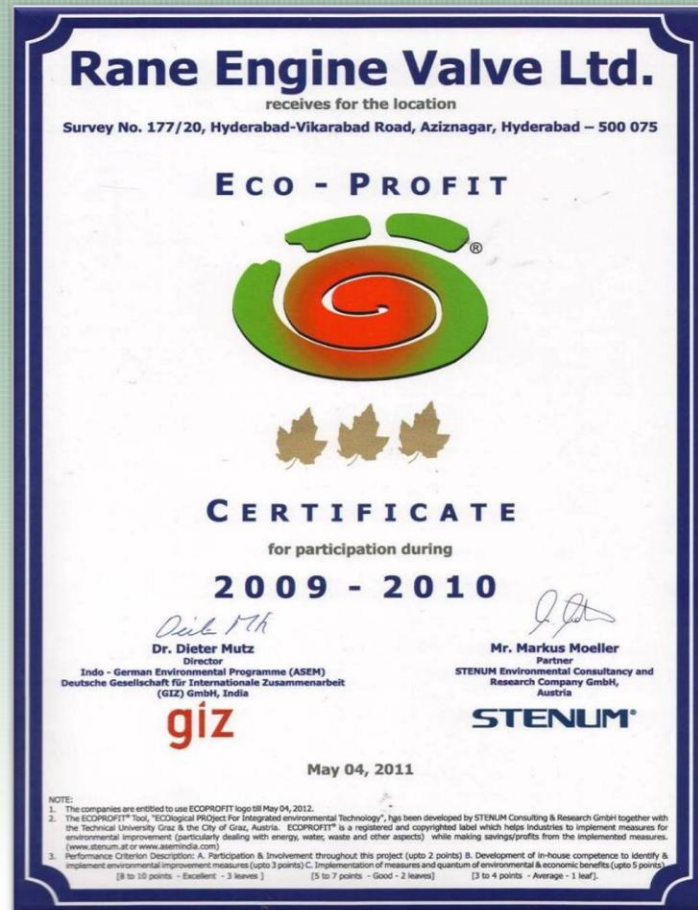 Rane Engine Valve Ltd.
receives for the location
Survey No. 177/20, Hyderabad-Vikarabad Road, Aziznagar, Hyderabad – 500 075
ECO - PROFIT
®
CERTIFICATE
for participation during
2009 - 2010
Dr. Dieter Mutz
Director
Indo - German Environmental Programme (ASEM)
Deutsche Gesellschaft für Internationale Zusammenarbeit
(GIZ) GmbH, India
giz
Mr. Markus Moeller
Partner
STENUM Environmental Consultancy and
Research Company GmbH,
Austria
STENUM®
May 04, 2011
NOTE:
1. The companies are entitled to use ECOPROFIT logo till May 04, 2012.
2. The ECOPROFIT® Tool, "ECOlogical PROject For Integrated environmental Technology", has been developed by STENUM Consulting & Research GmbH together with
the Technical University Graz & the City of Graz, Austria. ECOPROFIT® is a registered and copyrighted label which helps industries to implement measures for
environmental improvement (particularly dealing with energy, water, waste and other aspects) while making savings/profits from the implemented measures.
(www.stenum.at or www.asemindia.com)
3. Performance Criterion Description: A. Participation & Involvement throughout this project (upto 2 points) B. Development of in-house competence to identify &
implement environmental improvement measures (upto 3 points) C. Implementation of measures and quantum of environmental & economic benefits (upto 5 points)
[8 to 10 points - Excellent - 3 leaves] [5 to 7 points - Good - 2 leaves] [3 to 4 points - Average - 1 leaf].